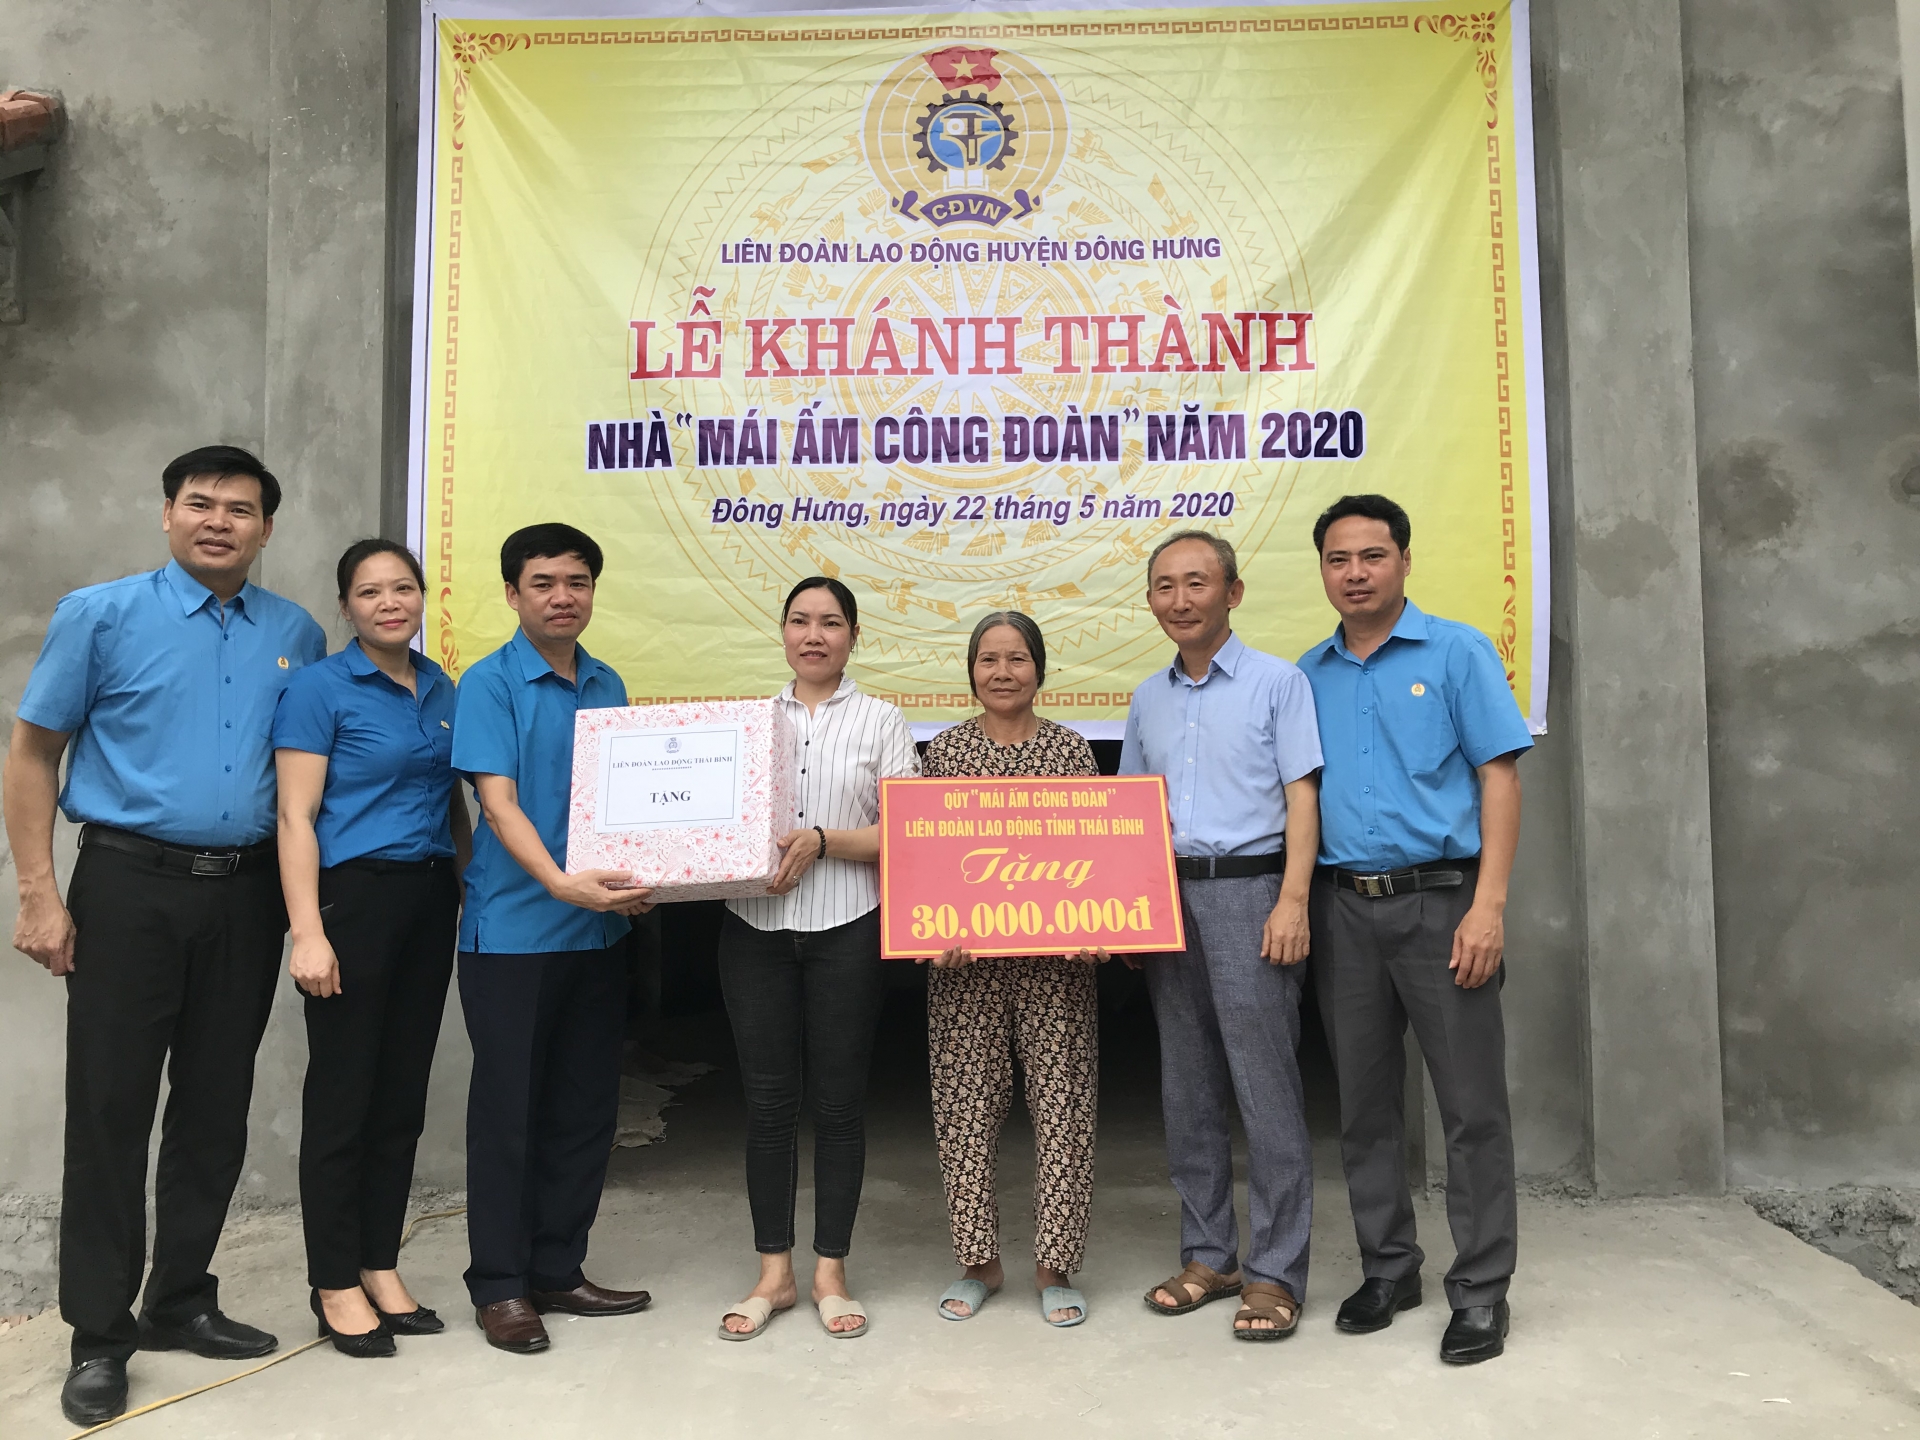 CĐVN
LIÊN ĐOÀN LAO ĐỘNG HUYỆN ĐÔNG HƯNG
LỄ KHÁNH THÀNH
NHÀ "MÁI ẤM CÔNG ĐOÀN" NĂM 2020
Đông Hưng, ngày 22 tháng 5 năm 2020
LIÊN ĐOÀN LAO ĐỘNG THÁI BÌNH
TẶNG
QŨY "MÁI ẤM CÔNG ĐOÀN"
LIÊN ĐOÀN LAO ĐỘNG TỈNH THÁI BÌNH
Tặng
30.000.000đ